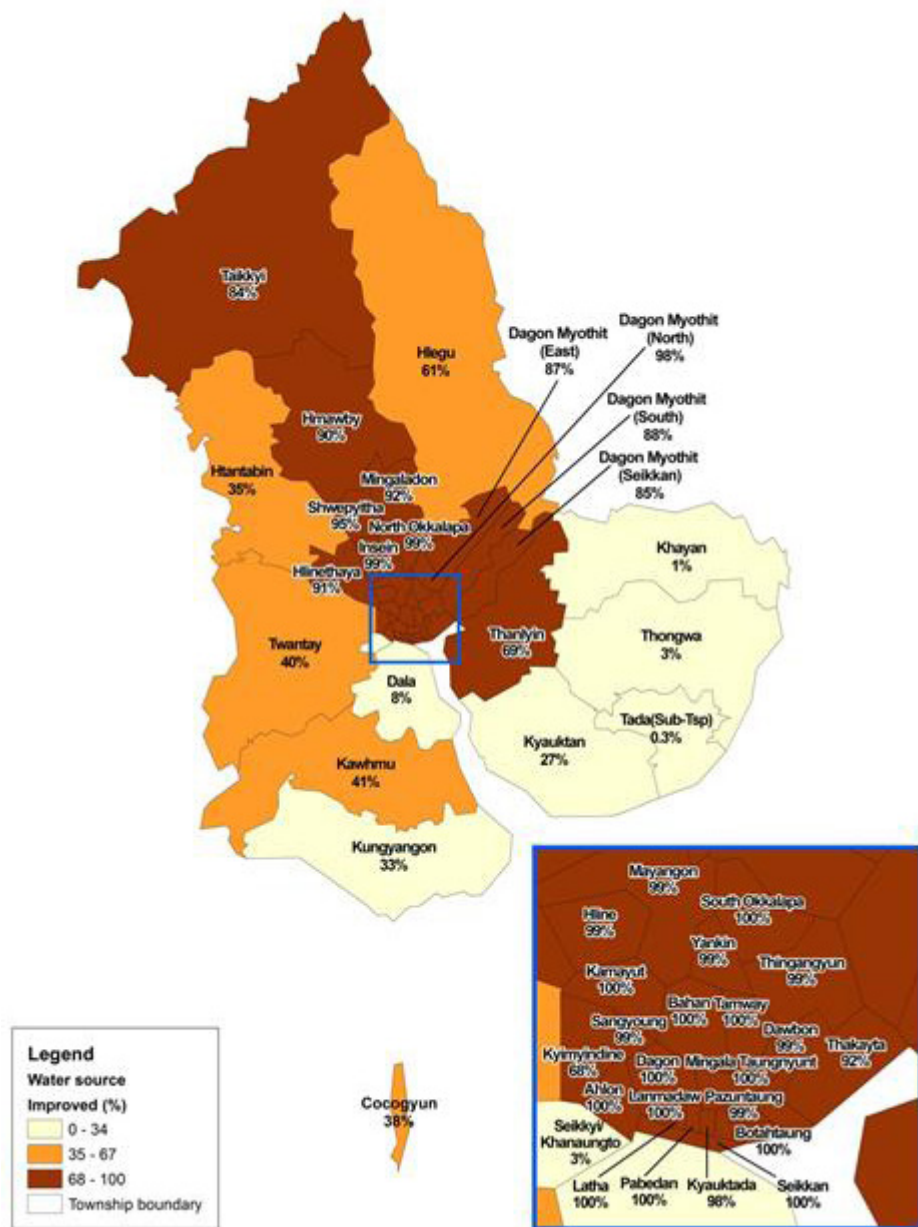 Taikkyi
84%
Hlegu
61%
Dagon Myothit
(East)
87%
Dagon Myothit
(North)
98%
Dagon Myothit
(South)
88%
Dagon Myothit
(Seikkan)
85%
Hmawby
90%
Htantabin
35%
Mingaladon
92%
Shwepyitha
95%
North Okkalapa
99%
Insein
99%
Hlinethaya
91%
Khayan
1%
Thongwa
3%
Thanlyin
69%
Twantay
40%
Dala
8%
Tada(Sub-Tsp)
0.3%
Kyauktan
27%
Kawhmu
41%
Kungyangon
33%
Mayangon
99%
South Okkalapa
100%
Hline
99%
Yankin
99%
Thingangyun
99%
Kamayut
100%
Bahan
100%
Tamway
100%
Sangyoung
99%
Dawbon
99%
Thakayta
92%
Kyimyindine
68%
Dagon
100%
Mingala Taungnyunt
100%
Ahlon
100%
Lanmadaw
100%
Pazuntaung
99%
Botahtaung
100%
Seikkyi/
Khanaungto
3%
Latha
100%
Pabedan
100%
Kyauktada
98%
Seikkan
100%
Cocogyun
38%
Legend
Water source
Improved (%)
0 - 34
35 - 67
68 - 100
Township boundary